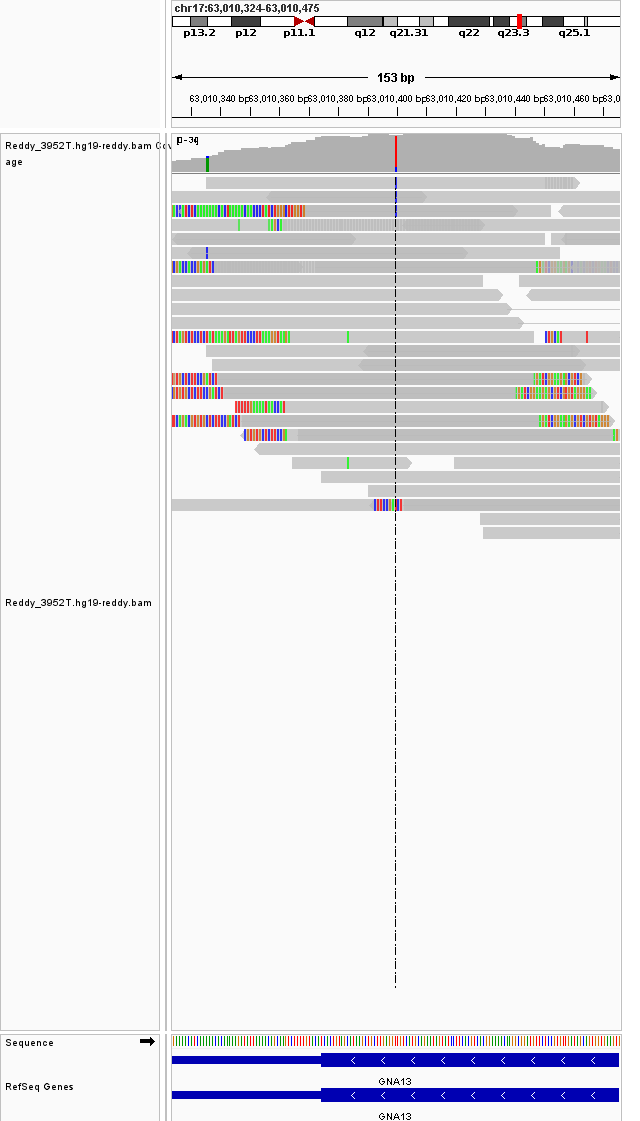 chr17:63,010,324-63,010,475
p13.2 p12 p11.1 q12 q21.31 q22 q23.3 q25.1
153 bp
63,010,340 bp 63,010,360 bp 63,010,380 bp 63,010,400 bp 63,010,420 bp 63,010,440 bp 63,010,460 bp 63,0
Reddy_3952T.hg19-reddy.bam Cov
age
Reddy_3952T.hg19-reddy.bam
Sequence
GNA13
RefSeq Genes
GNA13